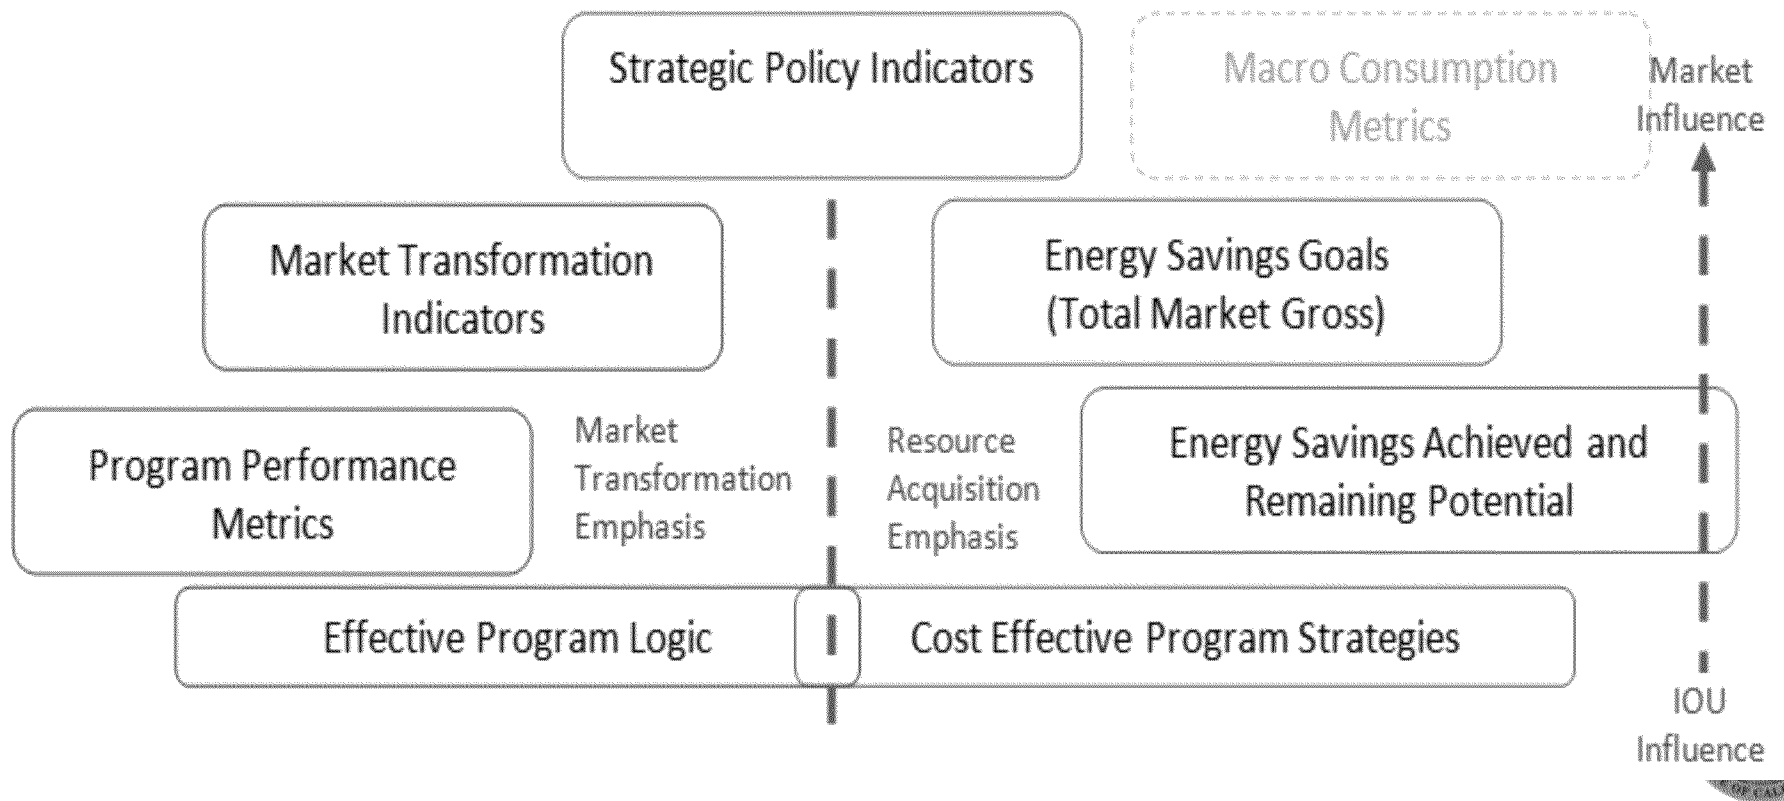 Strategic Policy Indicators
Macro Consumption
Metrics
Market
Influence
Market Transformation
Indicators
Energy Savings Goals
(Total Market Gross)
Program Performance
Metrics
Market
Transformation
Emphasis
Resource
Acquisition
Emphasis
Energy Savings Achieved and
Remaining Potential
Effective Program Logic
Cost Effective Program Strategies
IOU
Influence